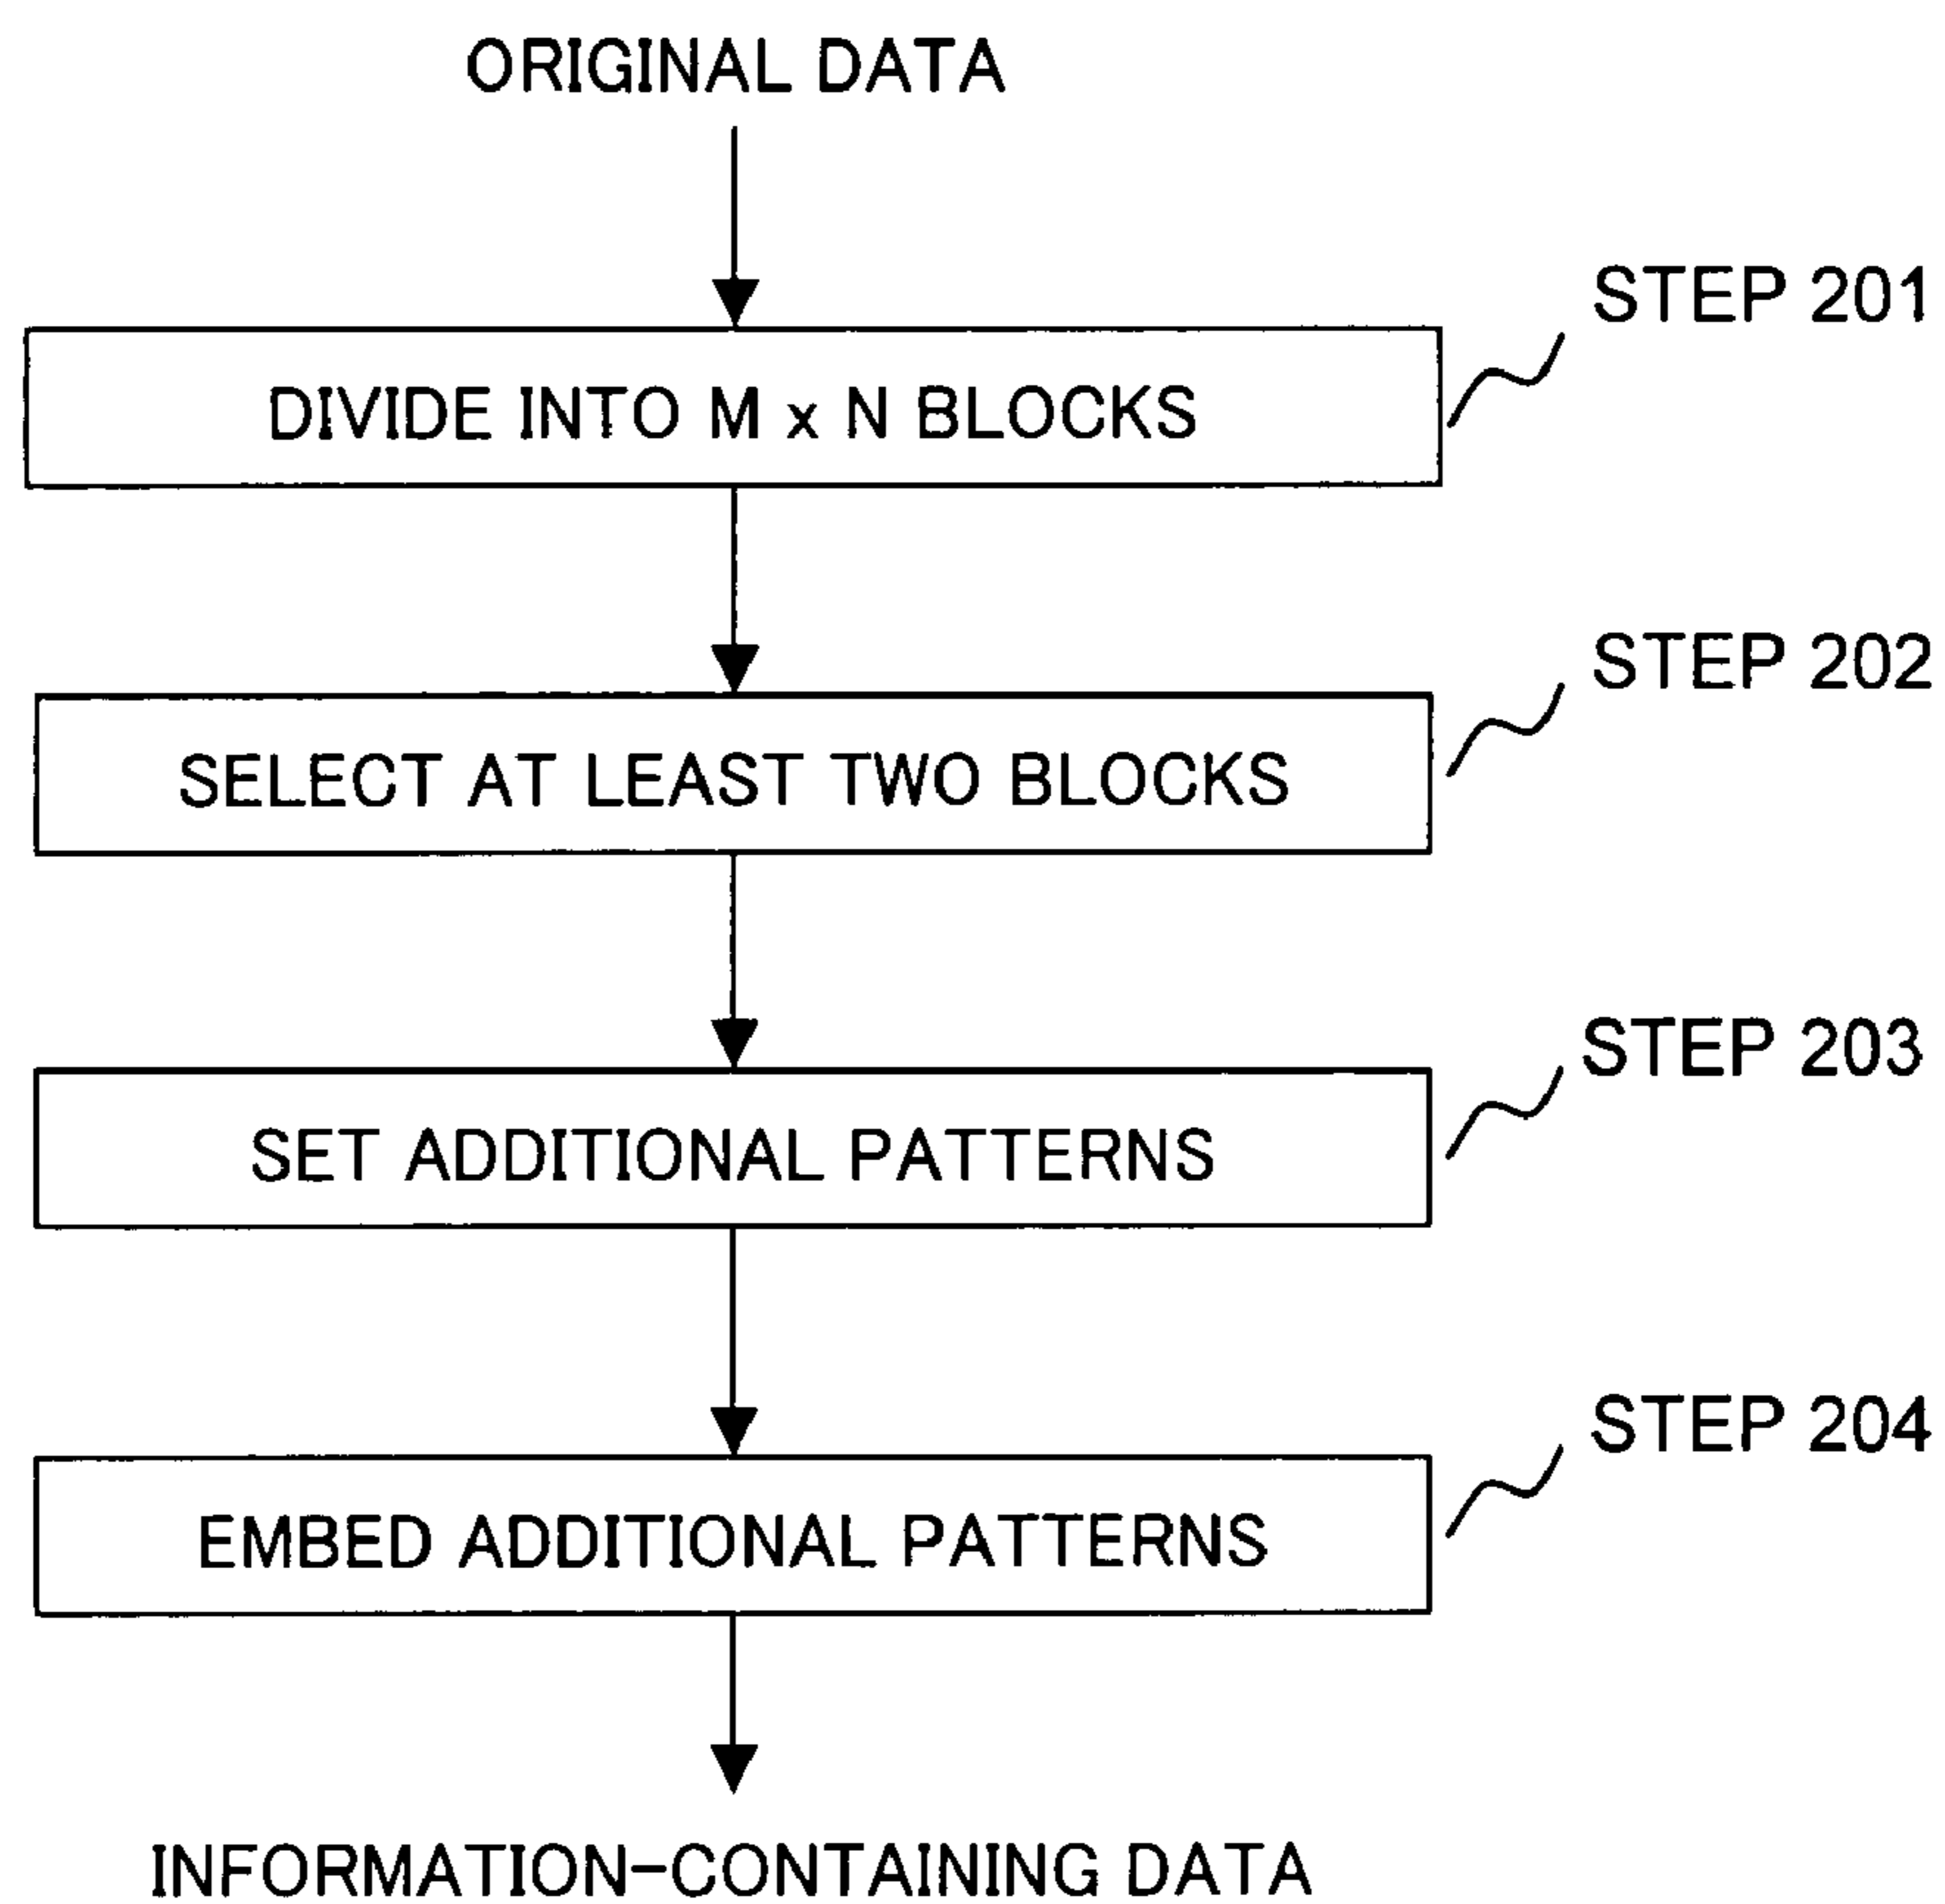 ORIGINAL DATA
STEP 201
DIVIDE INTO M x N BLOCKS
STEP 202
SELECT AT LEAST TWO BLOCKS
STEP 203
SET ADDITIONAL PATTERNS
STEP 204
EMBED ADDITIONAL PATTERNS
INFORMATION-CONTAINING DATA